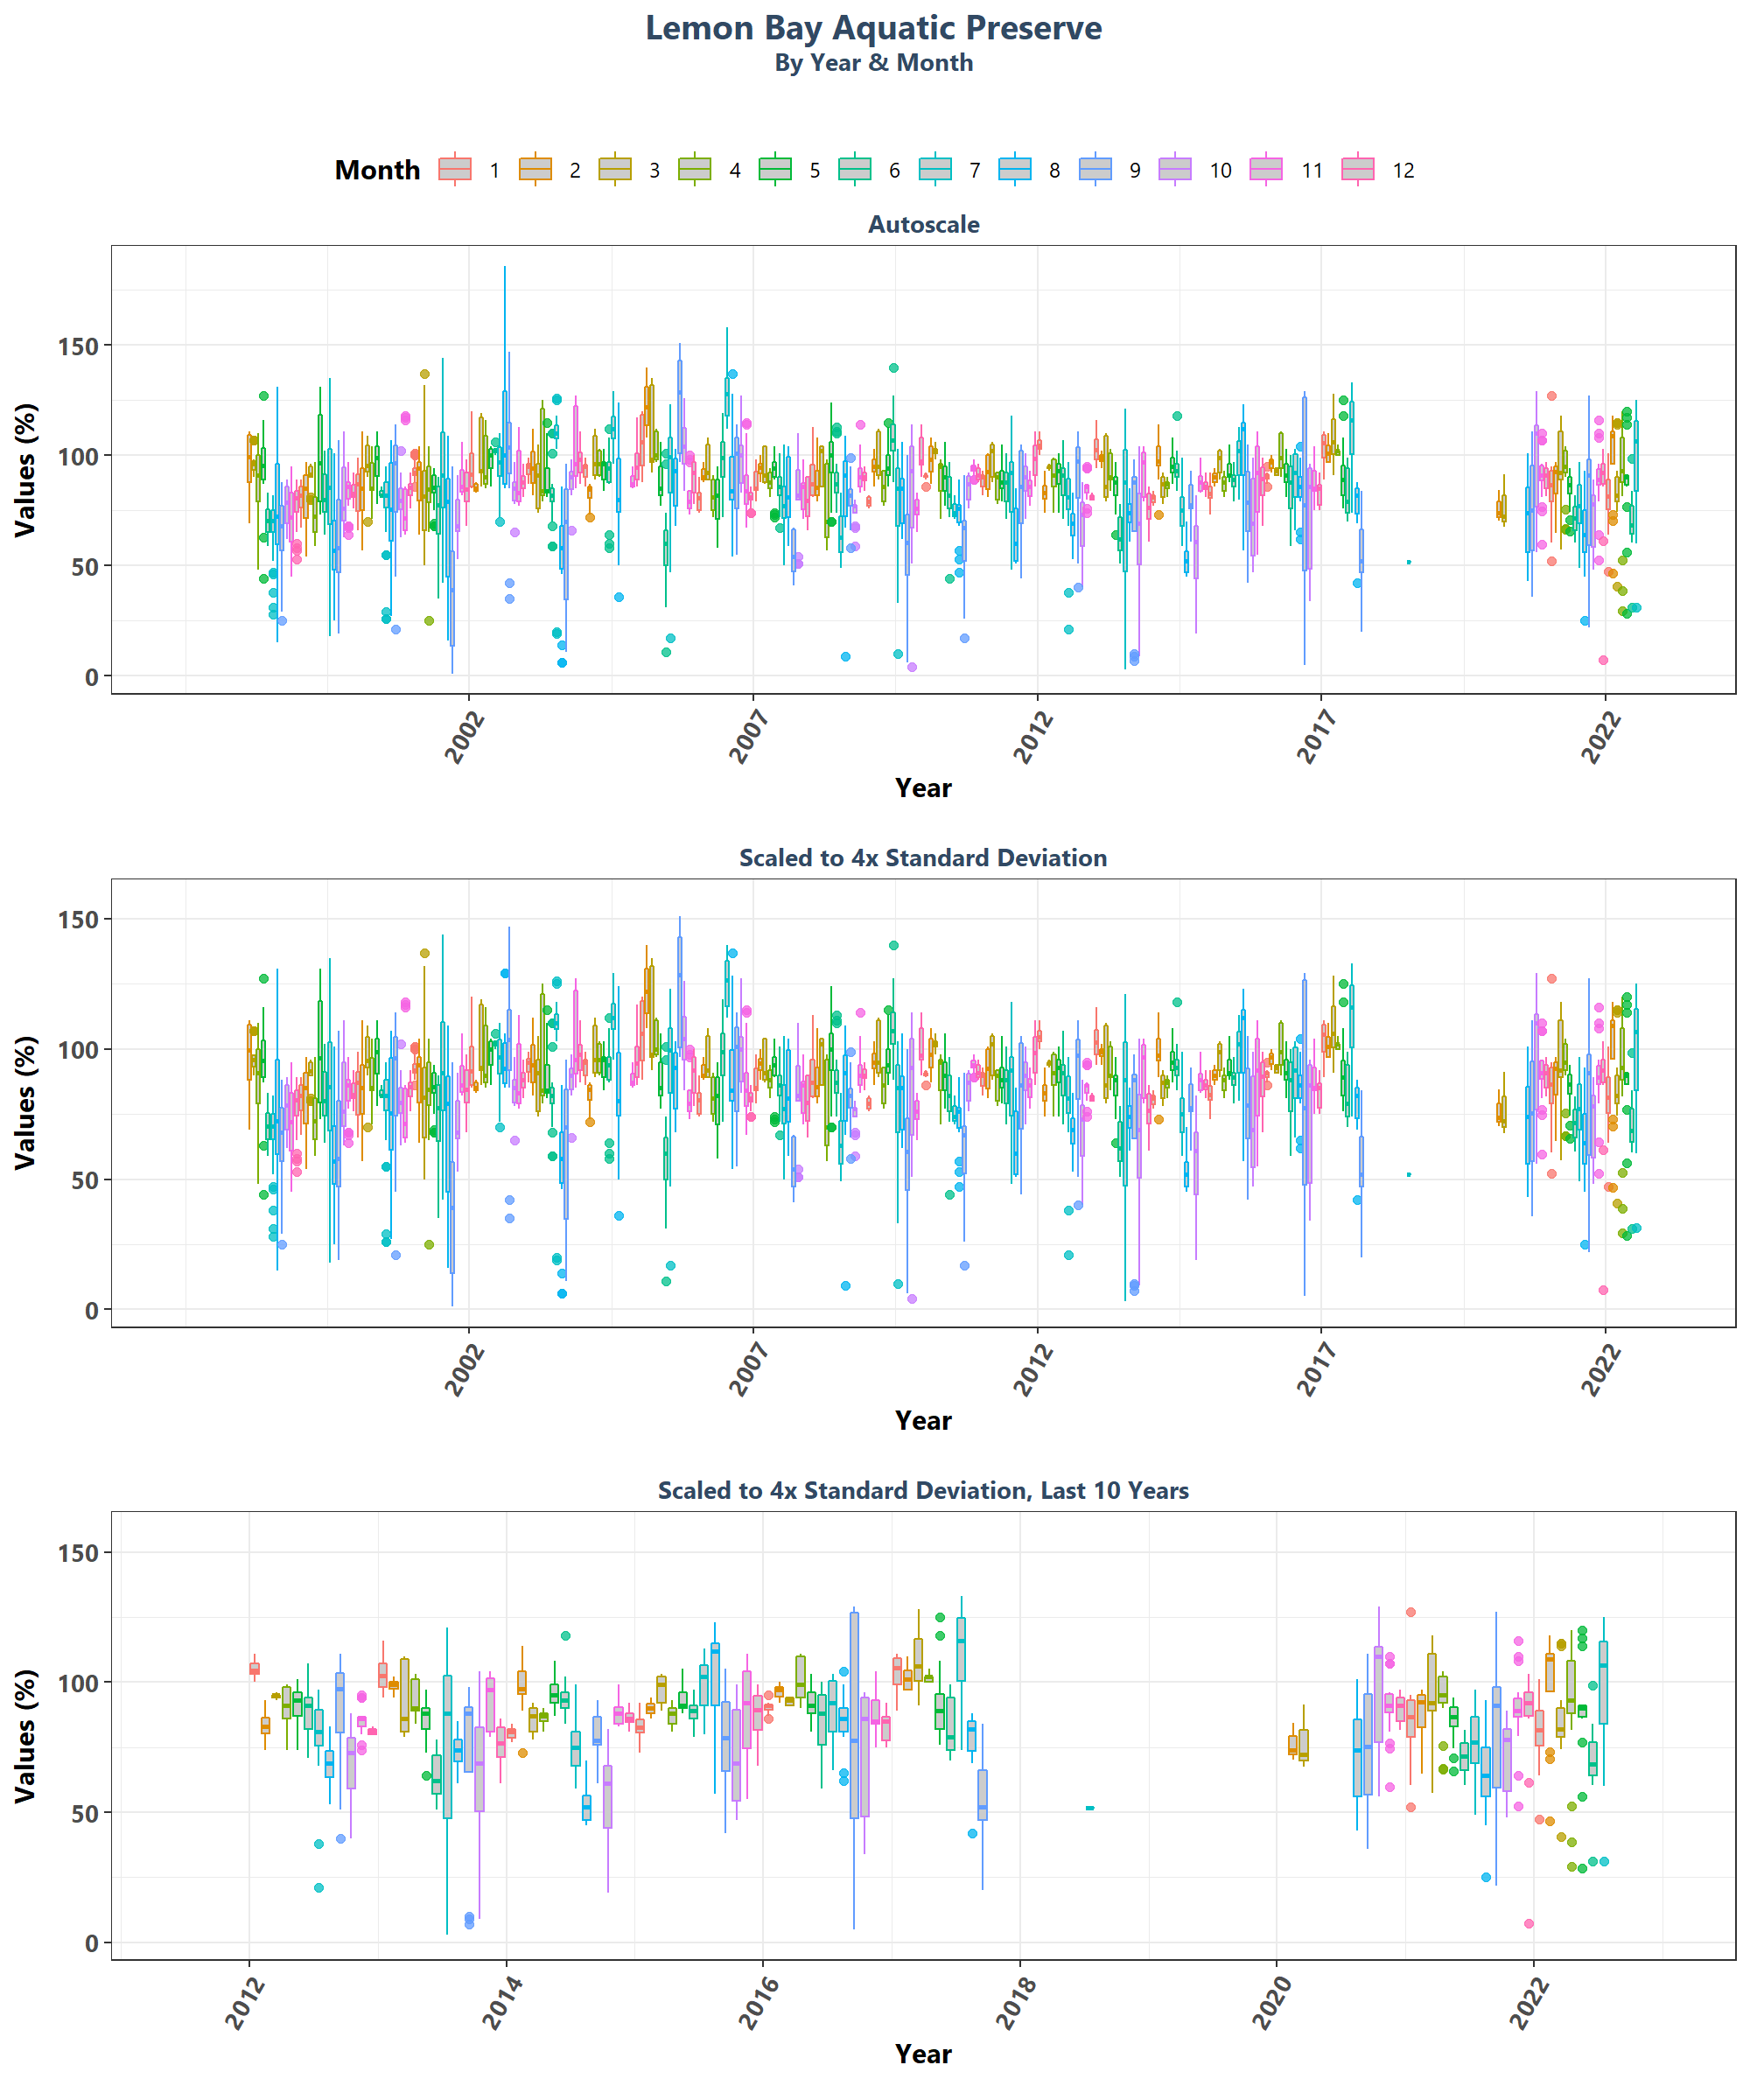 Lemon Bay Aquatic Preserve
By Year & Month
Month 1 2 3 4 5 6 7 8 9 10 11 12
Autoscale
Values (%)
150
100
50
0
2002 2007 2012 2017 2022
Year
Scaled to 4x Standard Deviation
Values (%)
150
100
50
0
2002 2007 2012 2017 2022
Year
Scaled to 4x Standard Deviation, Last 10 Years
Values (%)
150
100
50
0
2012 2014 2016 2018 2020 2022
Year